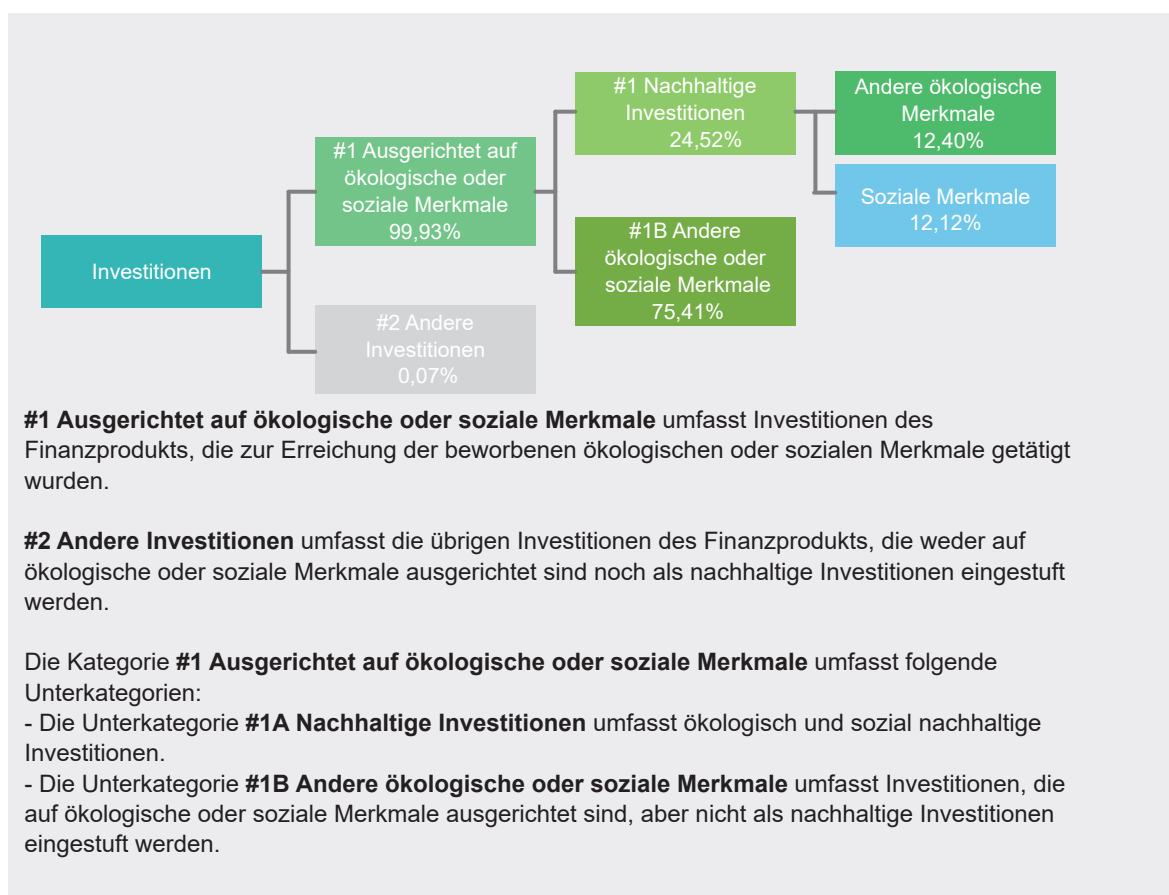 #1 Nachhaltige
Investitionen
24,52%
Andere ökologische
Merkmale
12,40%
#1 Ausgerichtet auf
ökologische oder
soziale Merkmale
99,93%
Soziale Merkmale
12,12%
#1B Andere
ökologische oder
soziale Merkmale
75,41%
Investitionen
#2 Andere
Investitionen
0,07%
#1 Ausgerichtet auf ökologische oder soziale Merkmale umfasst Investitionen des
Finanzprodukts, die zur Erreichung der beworbenen ökologischen oder sozialen Merkmale getätigt
wurden.
#2 Andere Investitionen umfasst die übrigen Investitionen des Finanzprodukts, die weder auf
ökologische oder soziale Merkmale ausgerichtet sind noch als nachhaltige Investitionen eingestuft
werden.
Die Kategorie #1 Ausgerichtet auf ökologische oder soziale Merkmale umfasst folgende
Unterkategorien:
- Die Unterkategorie #1A Nachhaltige Investitionen umfasst ökologisch und sozial nachhaltige
Investitionen.
- Die Unterkategorie #1B Andere ökologische oder soziale Merkmale umfasst Investitionen, die
auf ökologische oder soziale Merkmale ausgerichtet sind, aber nicht als nachhaltige Investitionen
eingestuft werden.